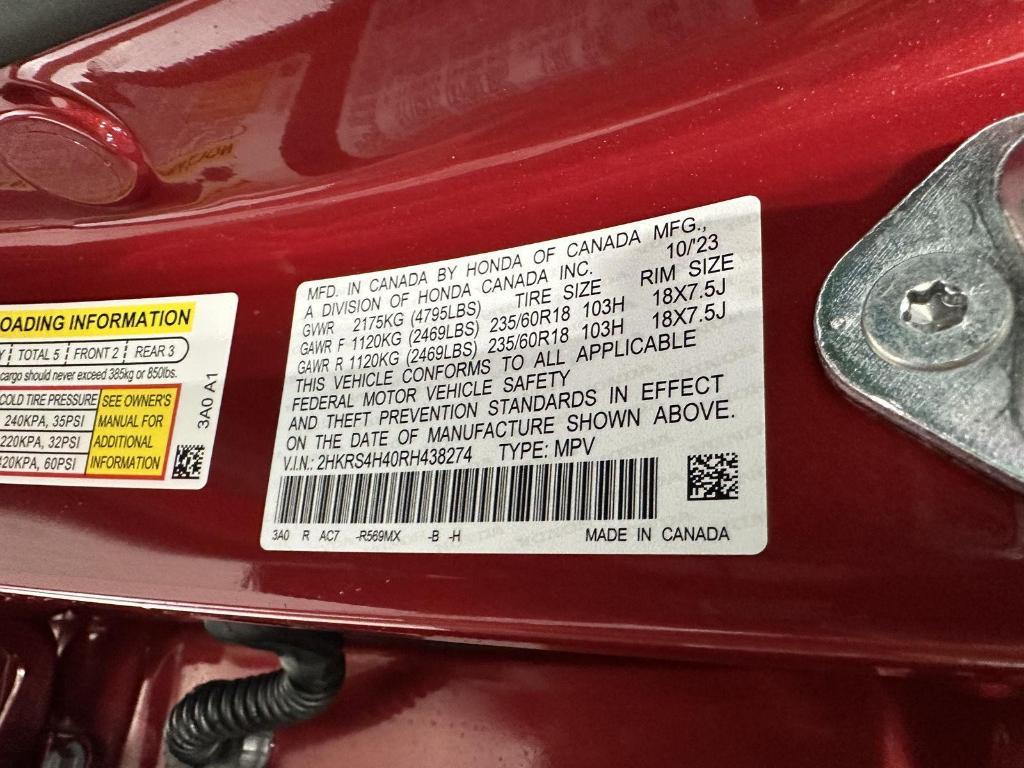 OADING INFORMATION
Y TOTAL 5 FRONT 2 REAR 3
cargo should never exceed 385kg or 850lbs.
COLD TIRE PRESSURE
240KPA, 35PSI
220KPA, 32PSI
420KPA, 60PSI
SEE OWNER'S
MANUAL FOR
ADDITIONAL
INFORMATION
3A0 A1
MFD. IN CANADA BY HONDA OF CANADA MFG.,
A DIVISION OF HONDA CANADA INC. 10/'23
GVWR 2175KG (4795LBS) TIRE SIZE RIM SIZE
GAWR F 1120KG (2469LBS) 235/60R18 103H 18X7.5J
GAWR R 1120KG (2469LBS) 235/60R18 103H 18X7.5J
THIS VEHICLE CONFORMS TO ALL APPLICABLE
FEDERAL MOTOR VEHICLE SAFETY
AND THEFT PREVENTION STANDARDS IN EFFECT
ON THE DATE OF MANUFACTURE SHOWN ABOVE.
V.I.N.: 2HKRS4H40RH438274 TYPE: MPV
3A0 R AC7 -R569MX -B -H MADE IN CANADA